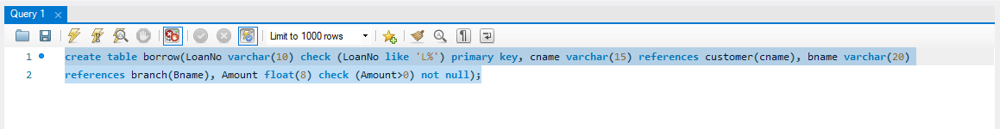 Query 1
Limit to 1000 rows
1 create table borrow(LoanNo varchar(10) check (LoanNo like 'L%') primary key, cname varchar(15) references customer(cname), bname varchar(20)
2 references branch(Bname), Amount float(8) check (Amount>0) not null);